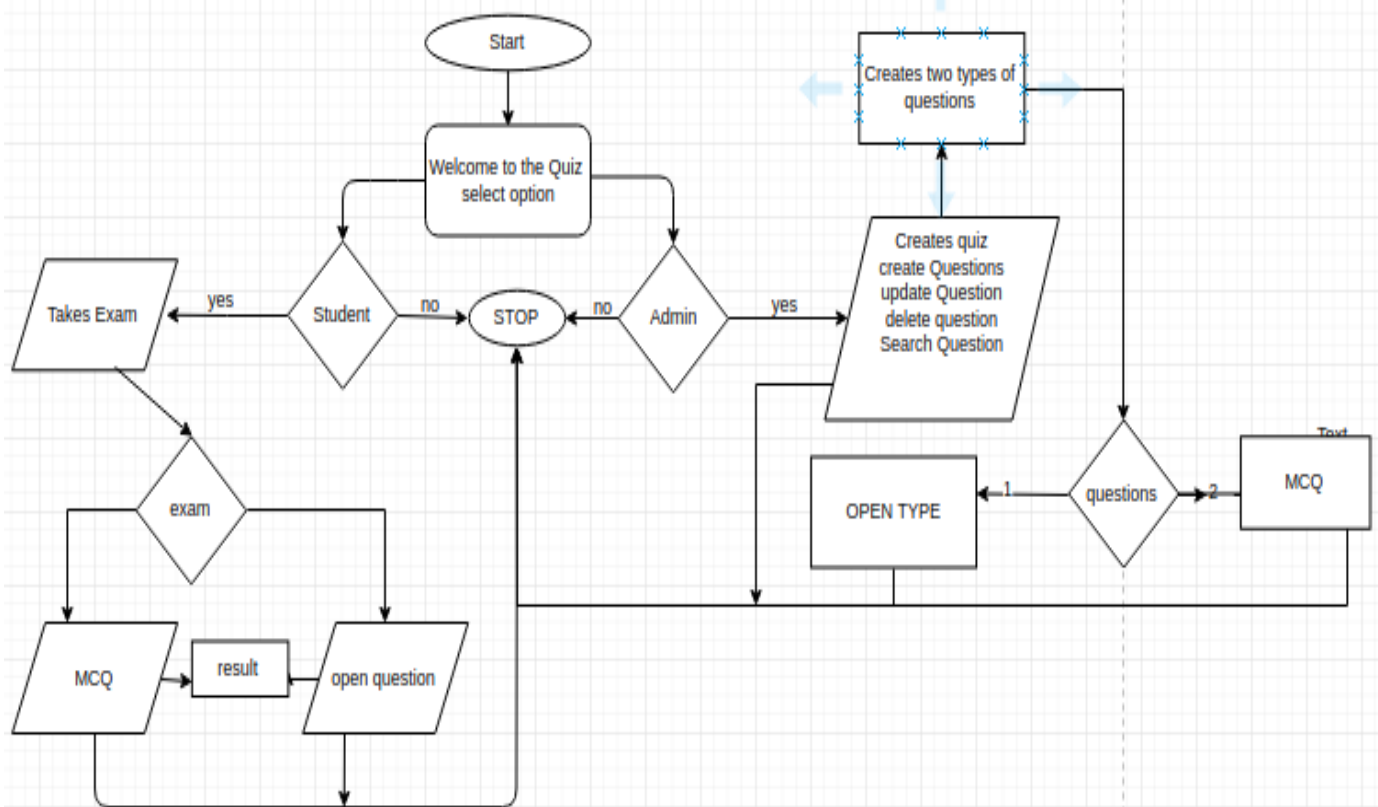 Start
Creates two types of
questions
Welcome to the Quiz
select option
Creates quiz
create Questions
update Question
delete question
Search Question
Takes Exam
yes
Student
no
STOP
no
Admin
yes
Text
MCQ
questions
1
2
OPEN TYPE
exam
MCQ
result
open question